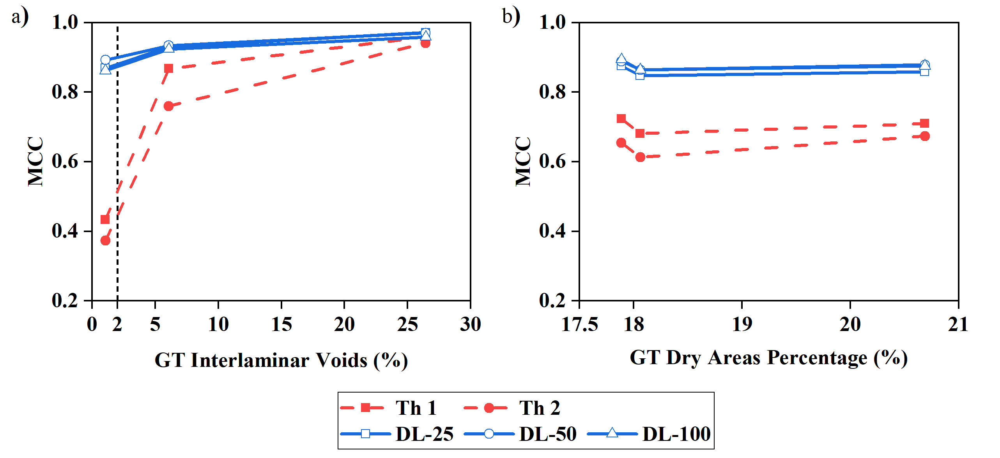 a)
1.0
0.8
0.6
0.4
0.2
MCC
0 2 5 10 15 20 25 30
GT Interlaminar Voids (%)
b)
1.0
0.8
0.6
0.4
0.2
MCC
17.5 18 19 20 21
GT Dry Areas Percentage (%)
Th 1 Th 2
DL-25 DL-50 DL-100